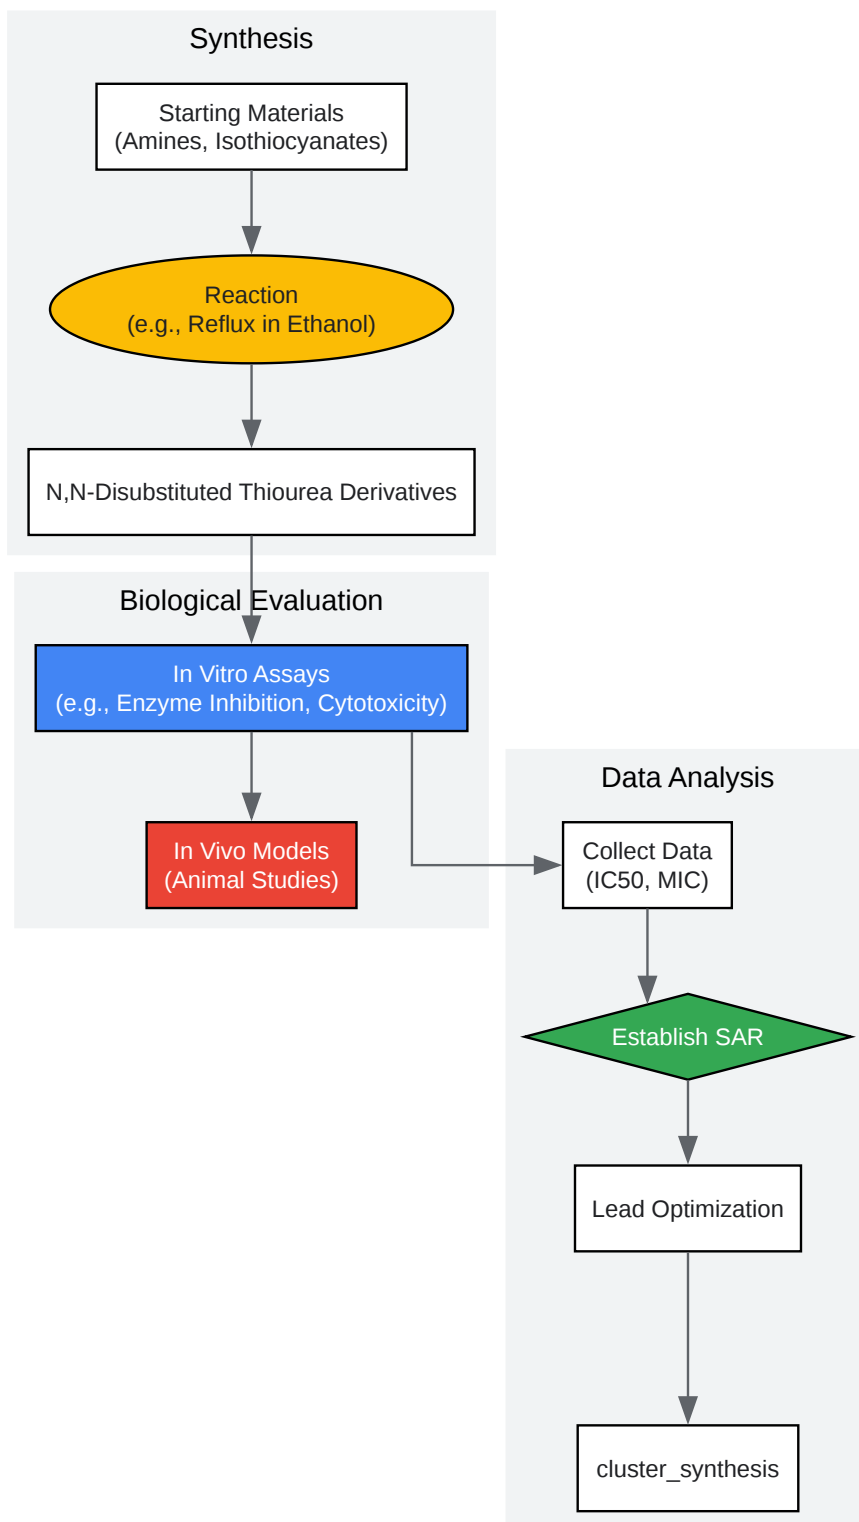 Synthesis
Starting Materials
(Amines, Isothiocyanates)
Reaction
(e.g., Reflux in Ethanol)
N,N-Disubstituted Thiourea Derivatives
Biological Evaluation
In Vitro Assays
(e.g., Enzyme Inhibition, Cytotoxicity)
In Vivo Models
(Animal Studies)
Data Analysis
Collect Data
(IC50, MIC)
Establish SAR
Lead Optimization
cluster_synthesis